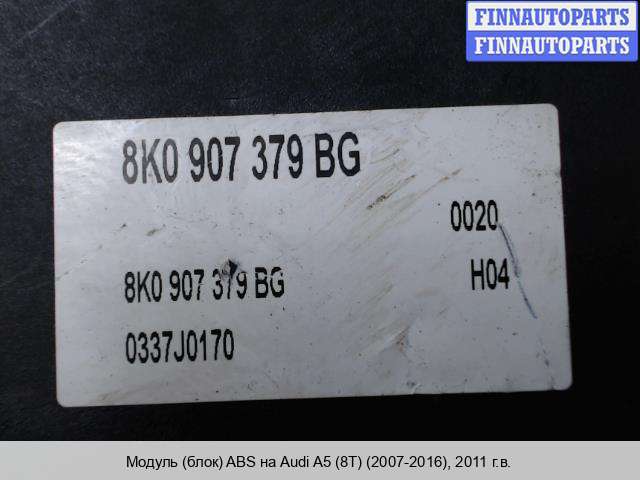 FINNAUTOPARTS
FINNAUTOPARTS
8K0 907 379 BG
0020
8K0 907 379 BG
H04
0337J0170
Модуль (блок) ABS на Audi A5 (8T) (2007-2016), 2011 г.в.